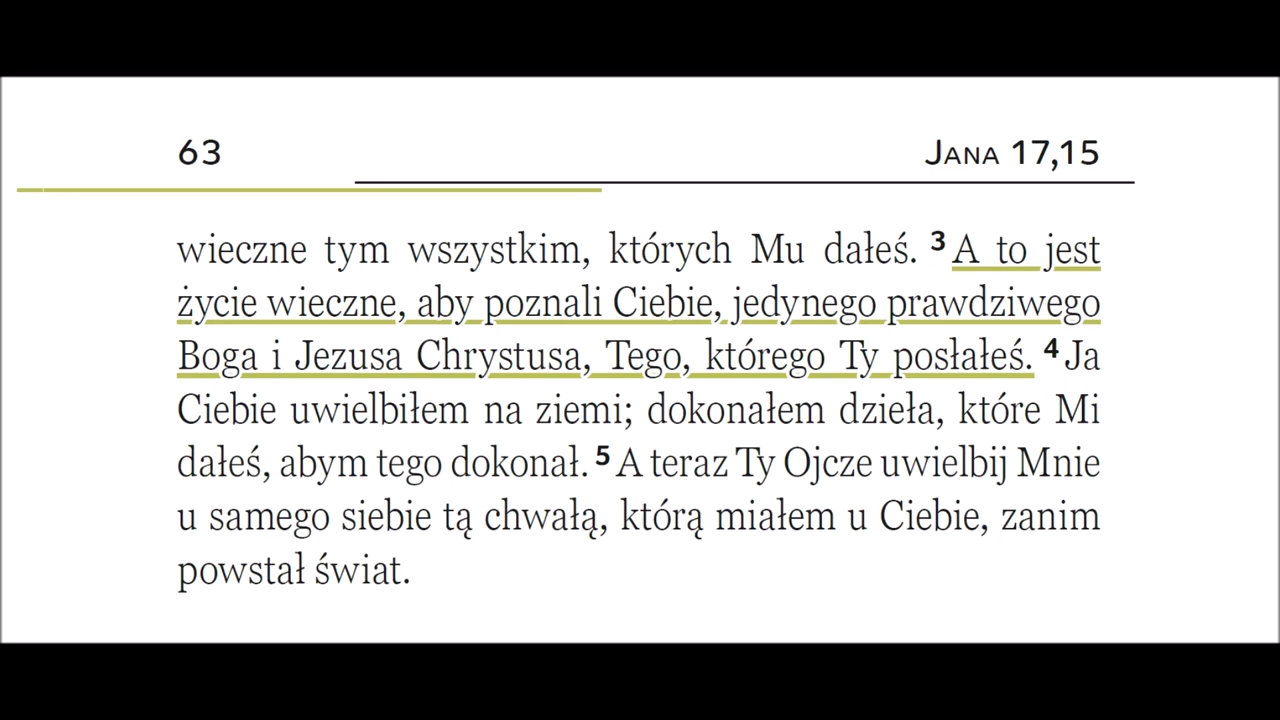 63 Jana 17,15
wieczne tym wszystkim, których Mu dałeś. 3 A to jest
życie wieczne, aby poznali Ciebie, jedynego prawdziwego
Boga i Jezusa Chrystusa, Tego, którego Ty posłałeś. 4 Ja
Ciebie uwielbiłem na ziemi; dokonałem dzieła, które Mi
dałeś, abym tego dokonał. 5 A teraz Ty Ojcze uwielbij Mnie
u samego siebie tą chwałą, którą miałem u Ciebie, zanim
powstał świat.